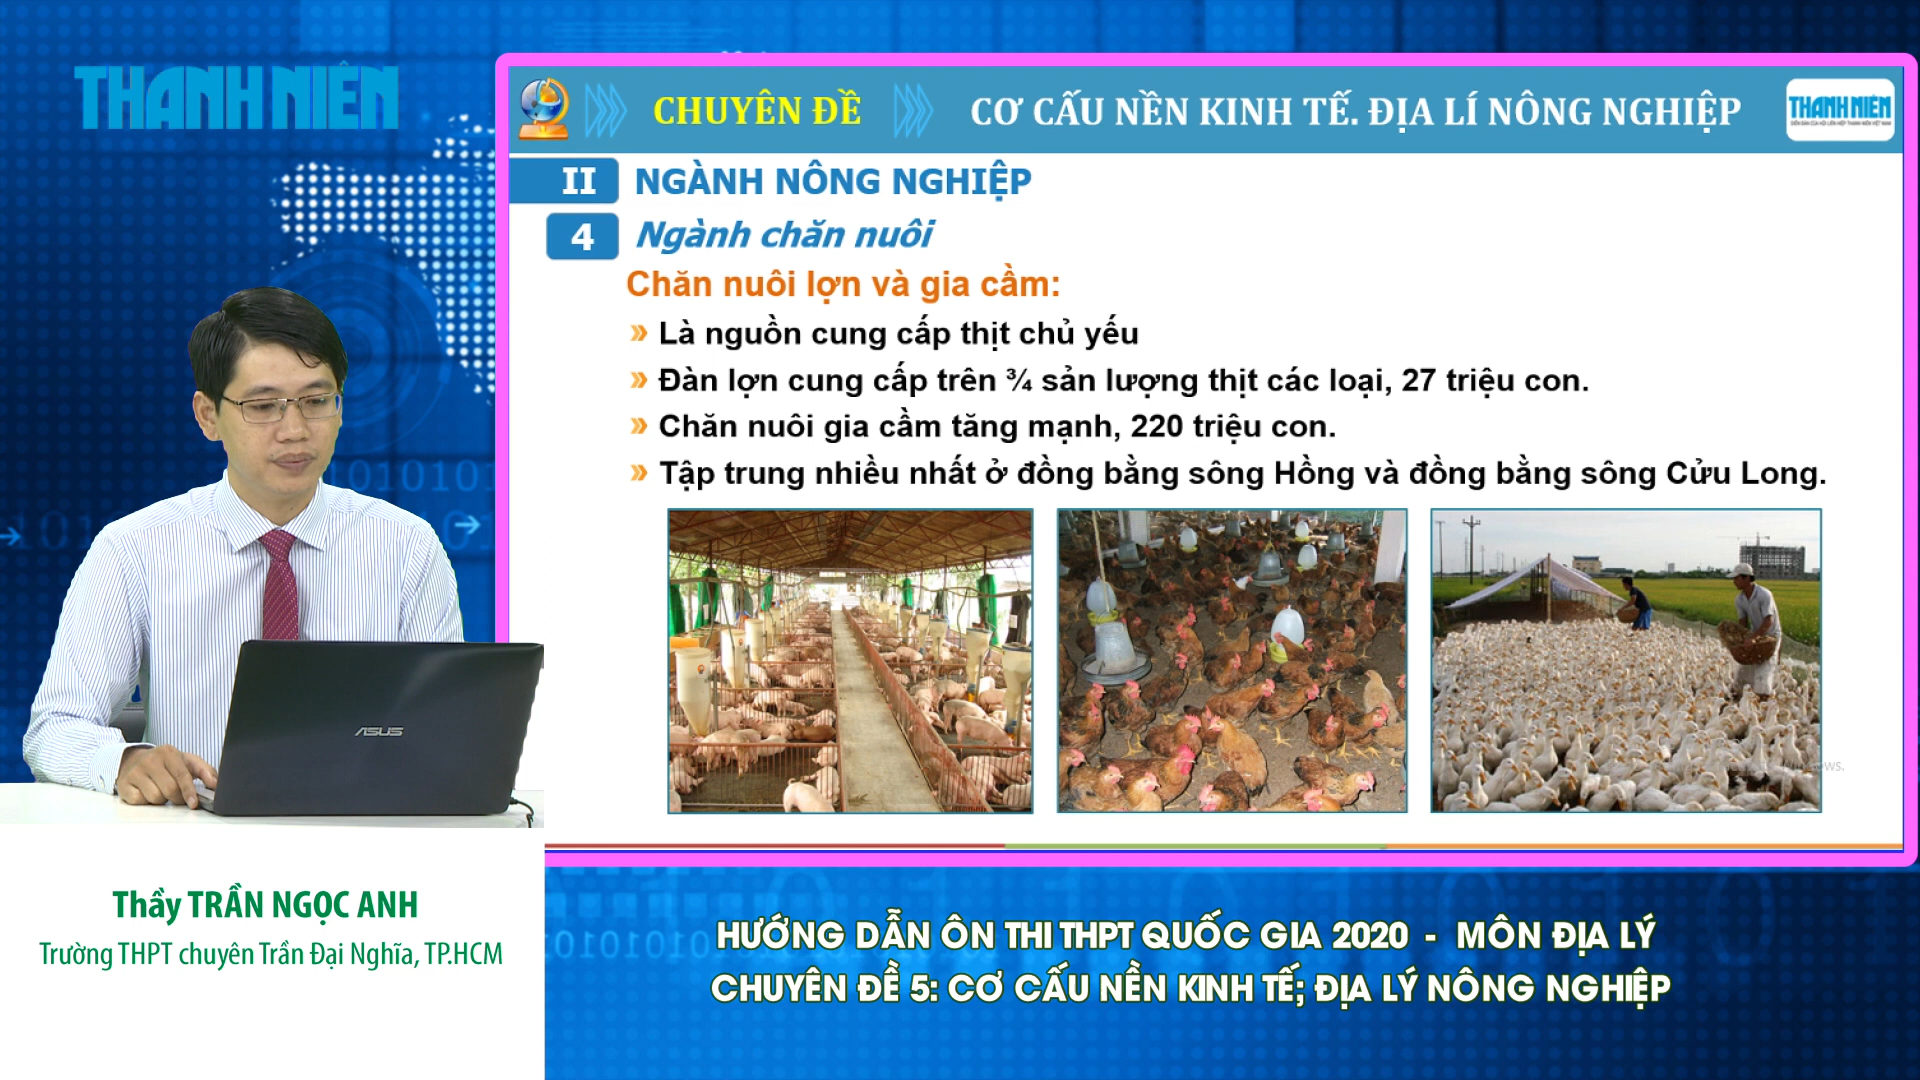 THANH NIÊN
CHUYÊN ĐỀ
CƠ CẤU NỀN KINH TẾ. ĐỊA LÍ NÔNG NGHIỆP
THANH NIÊN
II
NGÀNH NÔNG NGHIỆP
4
Ngành chăn nuôi
Chăn nuôi lợn và gia cầm:
» Là nguồn cung cấp thịt chủ yếu
» Đàn lợn cung cấp trên ¾ sản lượng thịt các loại, 27 triệu con.
» Chăn nuôi gia cầm tăng mạnh, 220 triệu con.
» Tập trung nhiều nhất ở đồng bằng sông Hồng và đồng bằng sông Cửu Long.
ASUS
Thầy TRẦN NGỌC ANH
Trường THPT chuyên Trần Đại Nghĩa, TP.HCM
HƯỚNG DẪN ÔN THI THPT QUỐC GIA 2020 - MÔN ĐỊA LÝ
CHUYÊN ĐỀ 5: CƠ CẤU NỀN KINH TẾ; ĐỊA LÝ NÔNG NGHIỆP